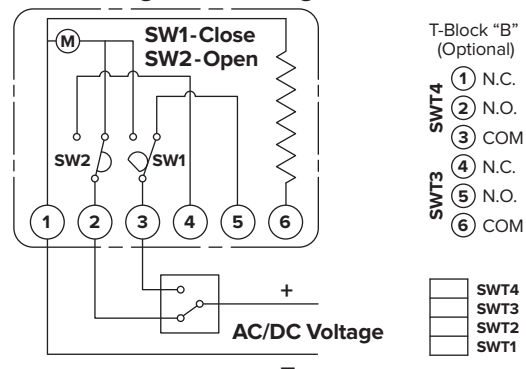 M
SW1-Close
SW2-Open
SW2
SW1
1 2 3 4 5 6
+
AC/DC Voltage
–
T-Block “B”
(Optional)
SWT4
1 N.C.
2 N.O.
3 COM
SWT3
4 N.C.
5 N.O.
6 COM
SWT4
SWT3
SWT2
SWT1